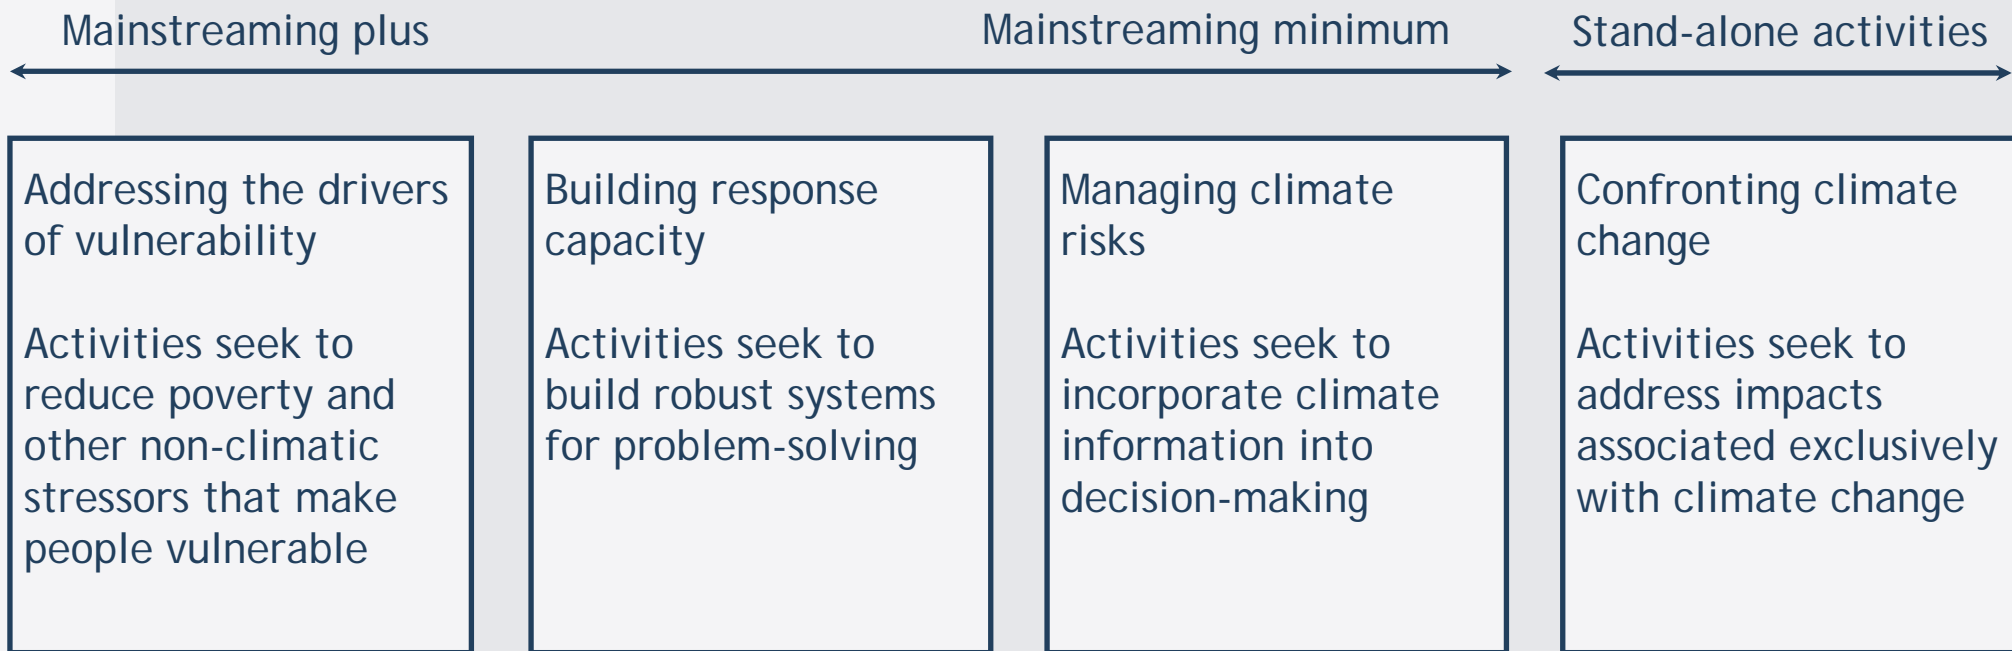 Mainstreaming plus
Mainstreaming minimum
Stand-alone activities
Addressing the drivers
of vulnerability
Activities seek to
reduce poverty and
other non-climatic
stressors that make
people vulnerable
Building response
capacity
Activities seek to
build robust systems
for problem-solving
Managing climate
risks
Activities seek to
incorporate climate
information into
decision-making
Confronting climate
change
Activities seek to
address impacts
associated exclusively
with climate change